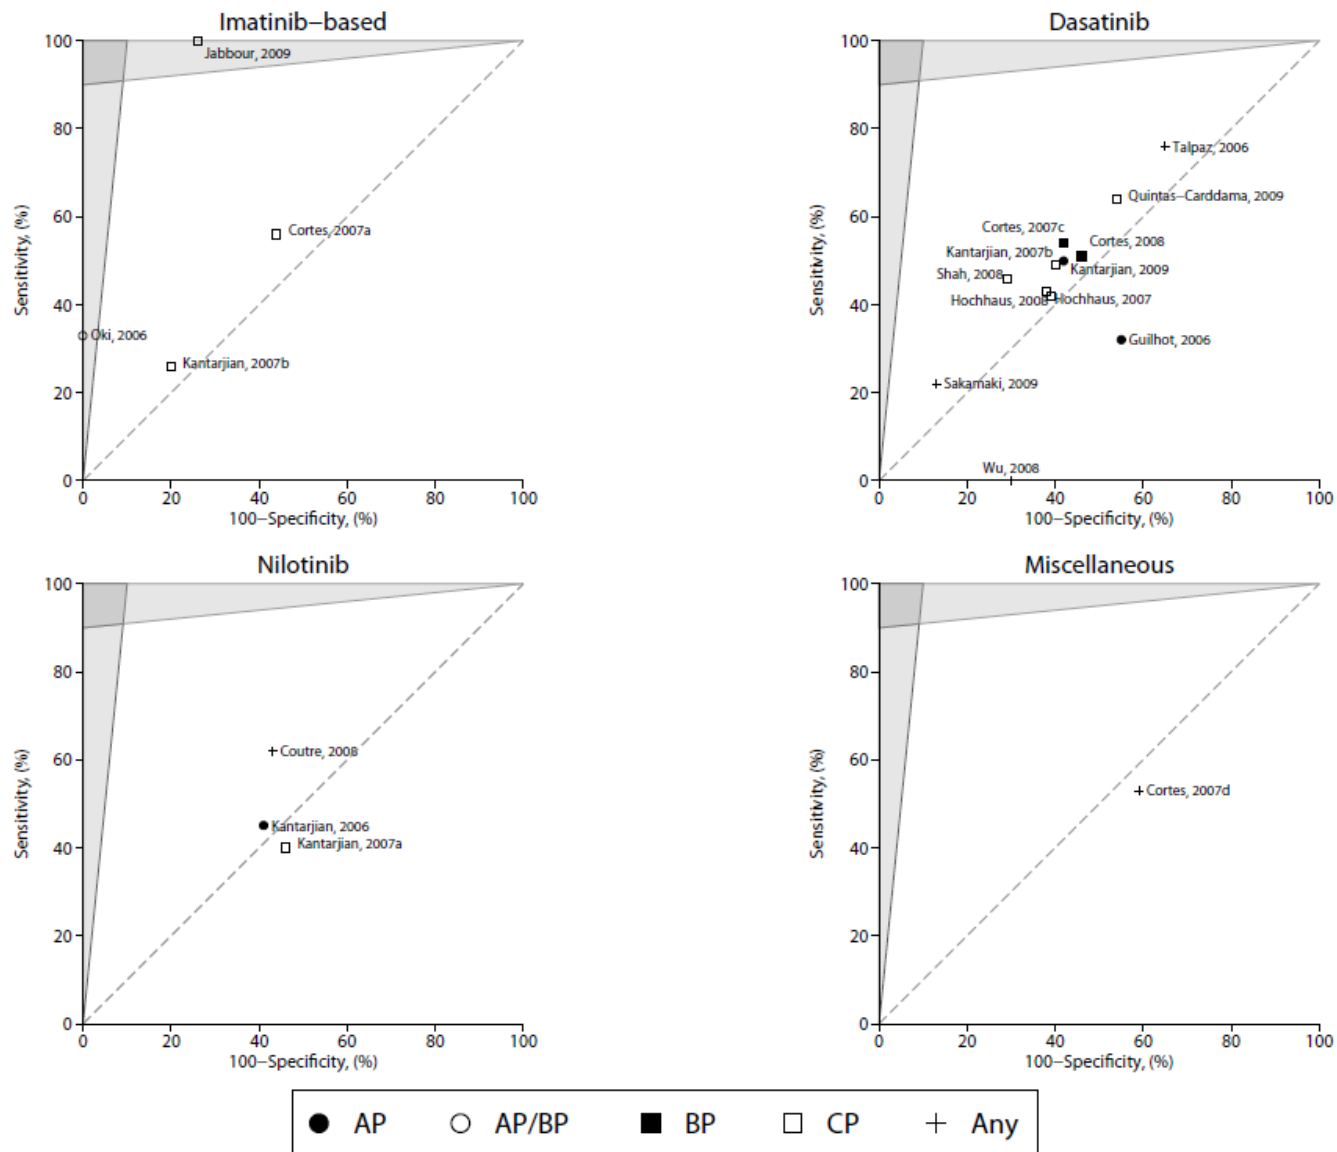 Imatinib−based
100
80
60
40
20
0
Sensitivity, (%)
Jabbour, 2009
Cortes, 2007a
Oki, 2006
Kantarjian, 2007b
0 20 40 60 80 100
100−Specificity, (%)
Dasatinib
100
80
60
40
20
0
Sensitivity, (%)
Talpaz, 2006
Quintas−Carddama, 2009
Cortes, 2007c
Cortes, 2008
Kantarjian, 2007b
Kantarjian, 2009
Shah, 2008
Hochhaus, 2008
Hochhaus, 2007
Guilhot, 2006
Sakamaki, 2009
Wu, 2008
0 20 40 60 80 100
100−Specificity, (%)
Nilotinib
100
80
60
40
20
0
Sensitivity, (%)
Coutre, 2008
Kantarjian, 2006
Kantarjian, 2007a
0 20 40 60 80 100
100−Specificity, (%)
Miscellaneous
100
80
60
40
20
0
Sensitivity, (%)
Cortes, 2007d
0 20 40 60 80 100
100−Specificity, (%)
AP AP/BP BP CP Any